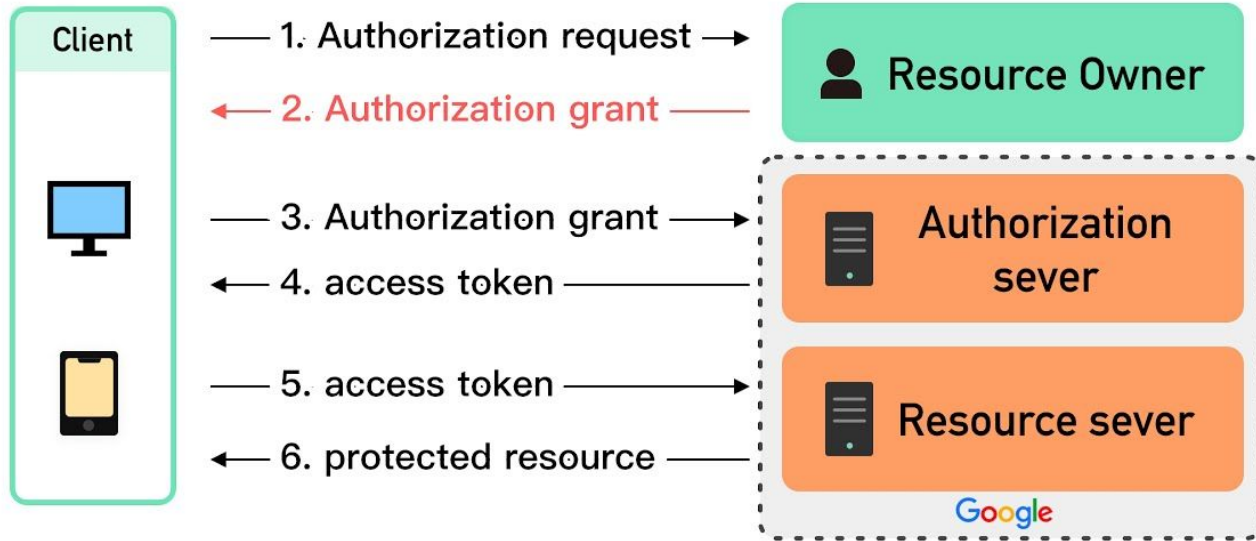 Client
1. Authorization request
Resource Owner
2. Authorization grant
3. Authorization grant
Authorization
sever
4. access token
5. access token
Resource sever
6. protected resource
Google